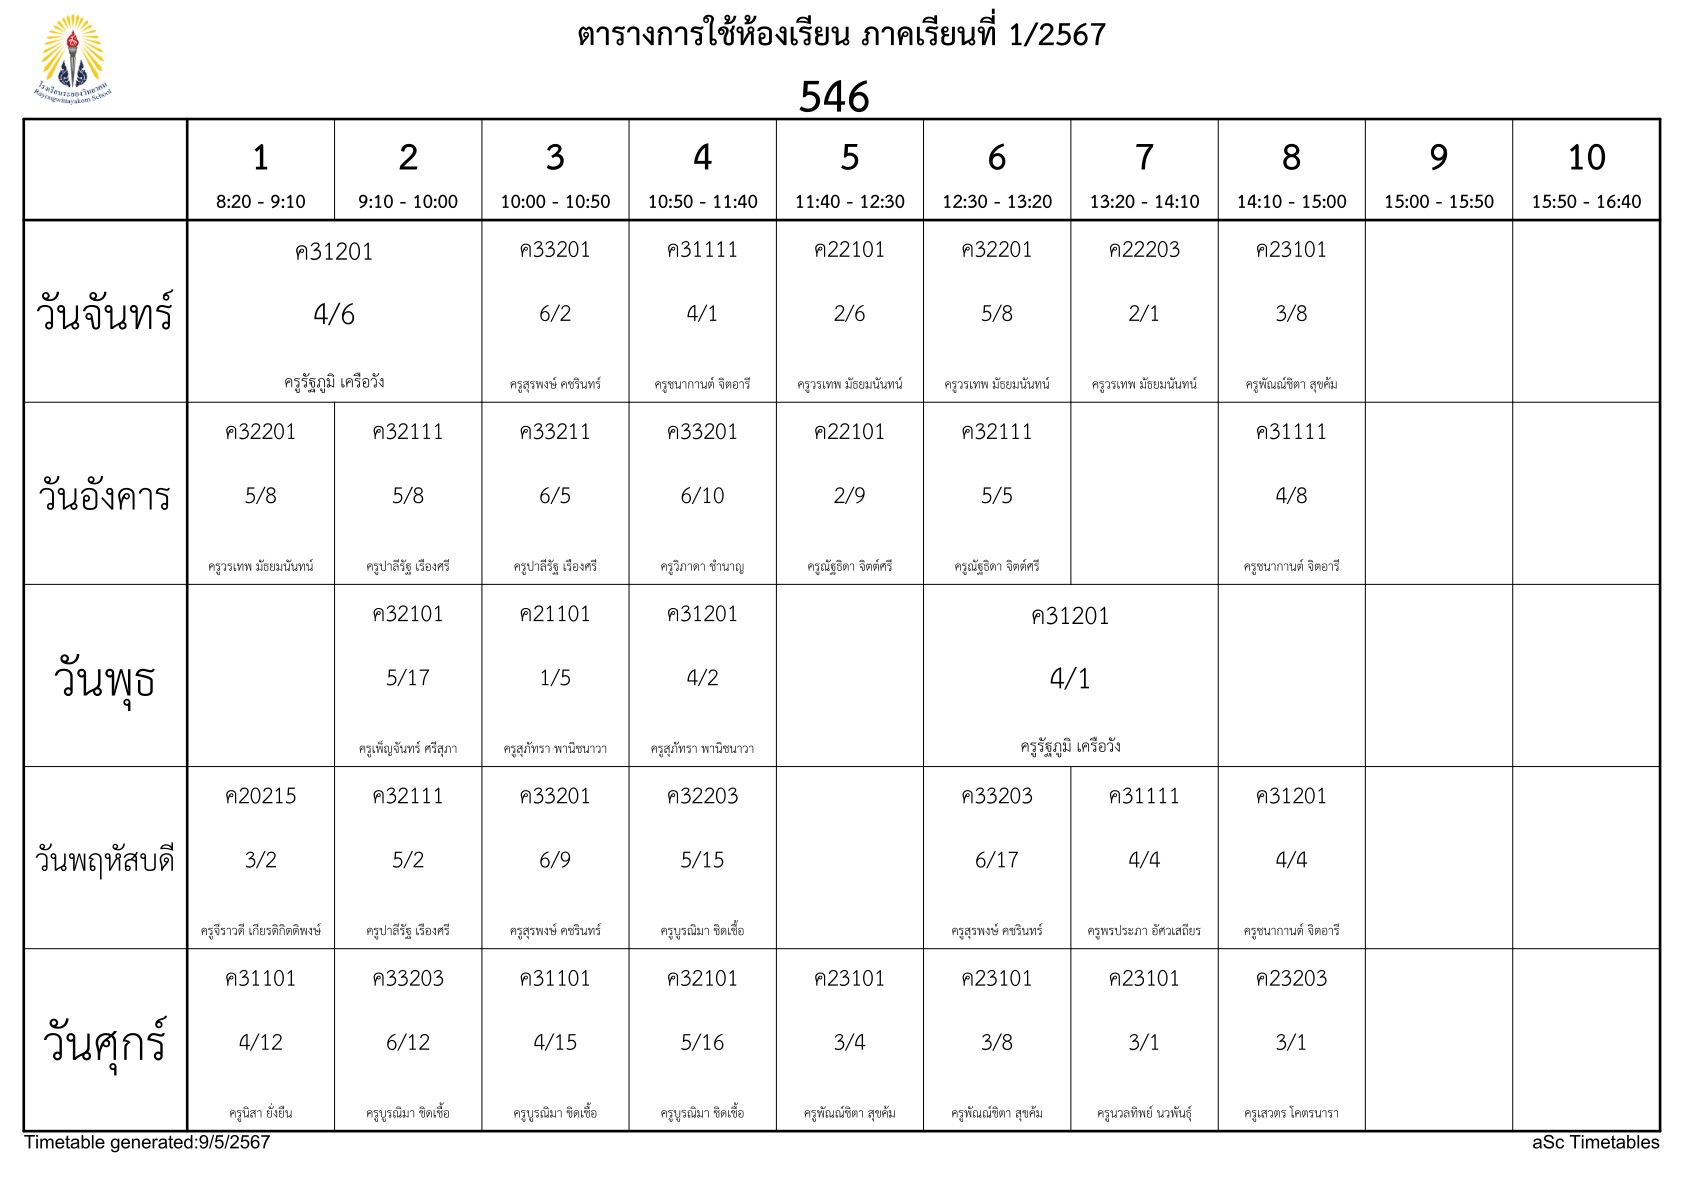 โรงเรียนระยองวิทยาคม
Rayongwittayakom School
ตารางการใช้ห้องเรียน ภาคเรียนที่ 1/2567
546
1 2 3 4 5 6 7 8 9 10
8:20 - 9:10 9:10 - 10:00 10:00 - 10:50 10:50 - 11:40 11:40 - 12:30 12:30 - 13:20 13:20 - 14:10 14:10 - 15:00 15:00 - 15:50 15:50 - 16:40
วันจันทร์
ค31201 ค33201 ค31111 ค22101 ค32201 ค22203 ค23101
4/6 6/2 4/1 2/6 5/8 2/1 3/8
ครูรัฐภูมิ เครือวัง ครูสุรพงษ์ คชรินทร์ ครูชนากานต์ จิตอารี ครูวรเทพ มัธยมนันทน์ ครูวรเทพ มัธยมนันทน์ ครูวรเทพ มัธยมนันทน์ ครูพัณณ์ชิตา สุขคัม
วันอังคาร
ค32201 ค32111 ค33211 ค33201 ค22101 ค32111 ค31111
5/8 5/8 6/5 6/10 2/9 5/5 4/8
ครูวรเทพ มัธยมนันทน์ ครูปาลีรัฐ เรืองศรี ครูปาลีรัฐ เรืองศรี ครูวิภาดา ชำนาญ ครูณัฐธิดา จิตต์ศรี ครูณัฐธิดา จิตต์ศรี ครูชนากานต์ จิตอารี
วันพุธ
ค32101 ค21101 ค31201 ค31201
5/17 1/5 4/2 4/1
ครูเพ็ญจันทร์ ศรีสุภา ครูสุภัทรา พานิชนาวา ครูสุภัทรา พานิชนาวา ครูรัฐภูมิ เครือวัง
วันพฤหัสบดี
ค20215 ค32111 ค33201 ค32203 ค33203 ค31111 ค31201
3/2 5/2 6/9 5/15 6/17 4/4 4/4
ครูจีราวดี เกียรติกิตติพงษ์ ครูปาลีรัฐ เรืองศรี ครูสุรพงษ์ คชรินทร์ ครูบูรณิมา ชิดเชื้อ ครูสุรพงษ์ คชรินทร์ ครูพรประภา อัศวเสถียร ครูชนากานต์ จิตอารี
วันศุกร์
ค31101 ค33203 ค31101 ค32101 ค23101 ค23101 ค23101 ค23203
4/12 6/12 4/15 5/16 3/4 3/8 3/1 3/1
ครูนิสา ยั่งยืน ครูบูรณิมา ชิดเชื้อ ครูบูรณิมา ชิดเชื้อ ครูบูรณิมา ชิดเชื้อ ครูพัณณ์ชิตา สุขคัม ครูพัณณ์ชิตา สุขคัม ครูนวลทิพย์ นวพันธุ์ ครูเสวตร โคตรนารา
Timetable generated:9/5/2567 aSc Timetables